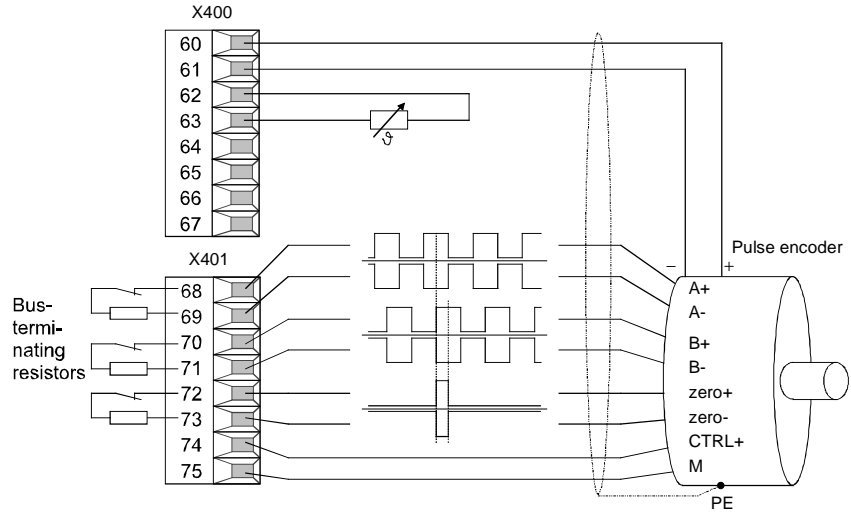 X400
60
61
62
63
64
65
66
67
ϑ
X401
68
69
70
71
72
73
74
75
Bus-
termi-
nating
resistors
Pulse encoder
− +
A+
A-
B+
B-
zero+
zero-
CTRL+
M
PE